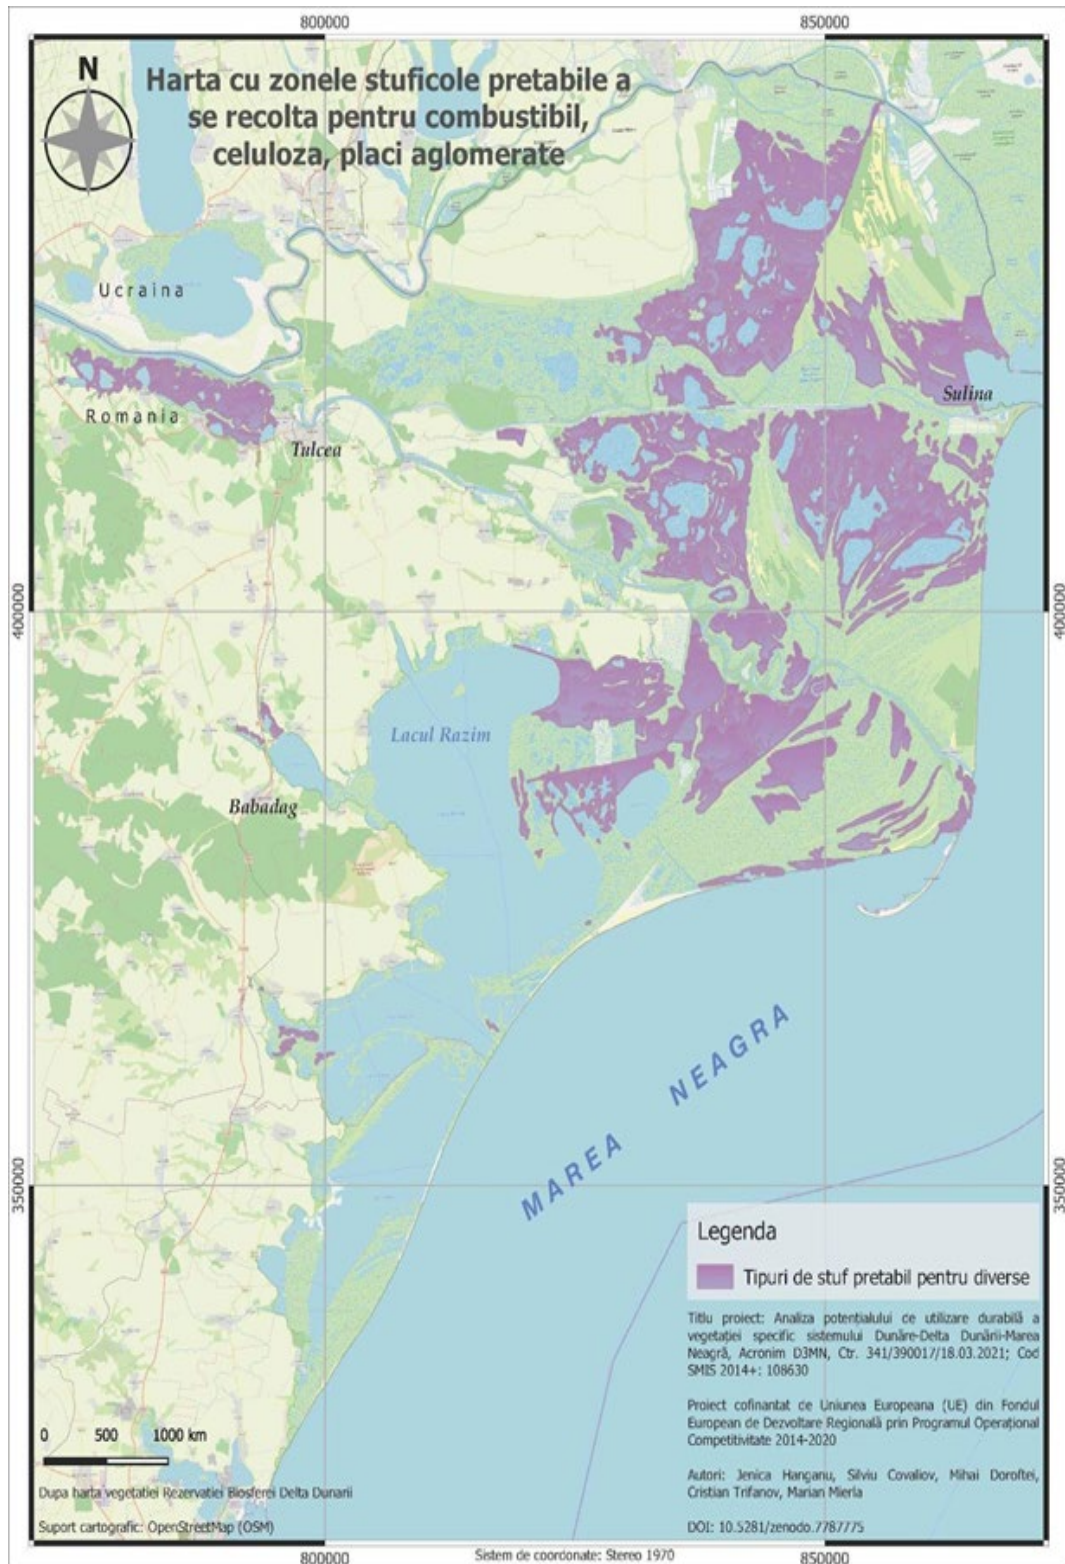 800000
850000
N
Harta cu zonele stuficole pretabile a
se recolta pentru combustibil,
celuloza, placi aglomerate
Ucraina
Romania
Sulina
Tulcea
400000
400000
Lacul Razim
Babadag
MAREA NEAGRA
350000
350000
Legenda
Tipuri de stuf pretabil pentru diverse
Titlu proiect: Analiza potențialului de utilizare durabilă a
vegetației specific sistemului Dunăre-Delta Dunării-Marea
Neagră, Acronim D3MN, Ctr. 341/390017/18.03.2021; Cod
SMIS 2014+: 108630
Proiect cofinantat de Uniunea Europeana (UE) din Fondul
European de Dezvoltare Regională prin Programul Operațional
Competitivitate 2014-2020
Autori: Jenica Hanganu, Silviu Covaliov, Mihai Doroftei,
Cristian Trifanov, Marian Mierla
DOI: 10.5281/zenodo.7787775
0 500 1000 km
Dupa harta vegetatiei Rezervatiei Biosferei Delta Dunarii
Suport cartografic: OpenStreetMap (OSM)
800000
Sistem de coordonate: Stereo 1970
850000